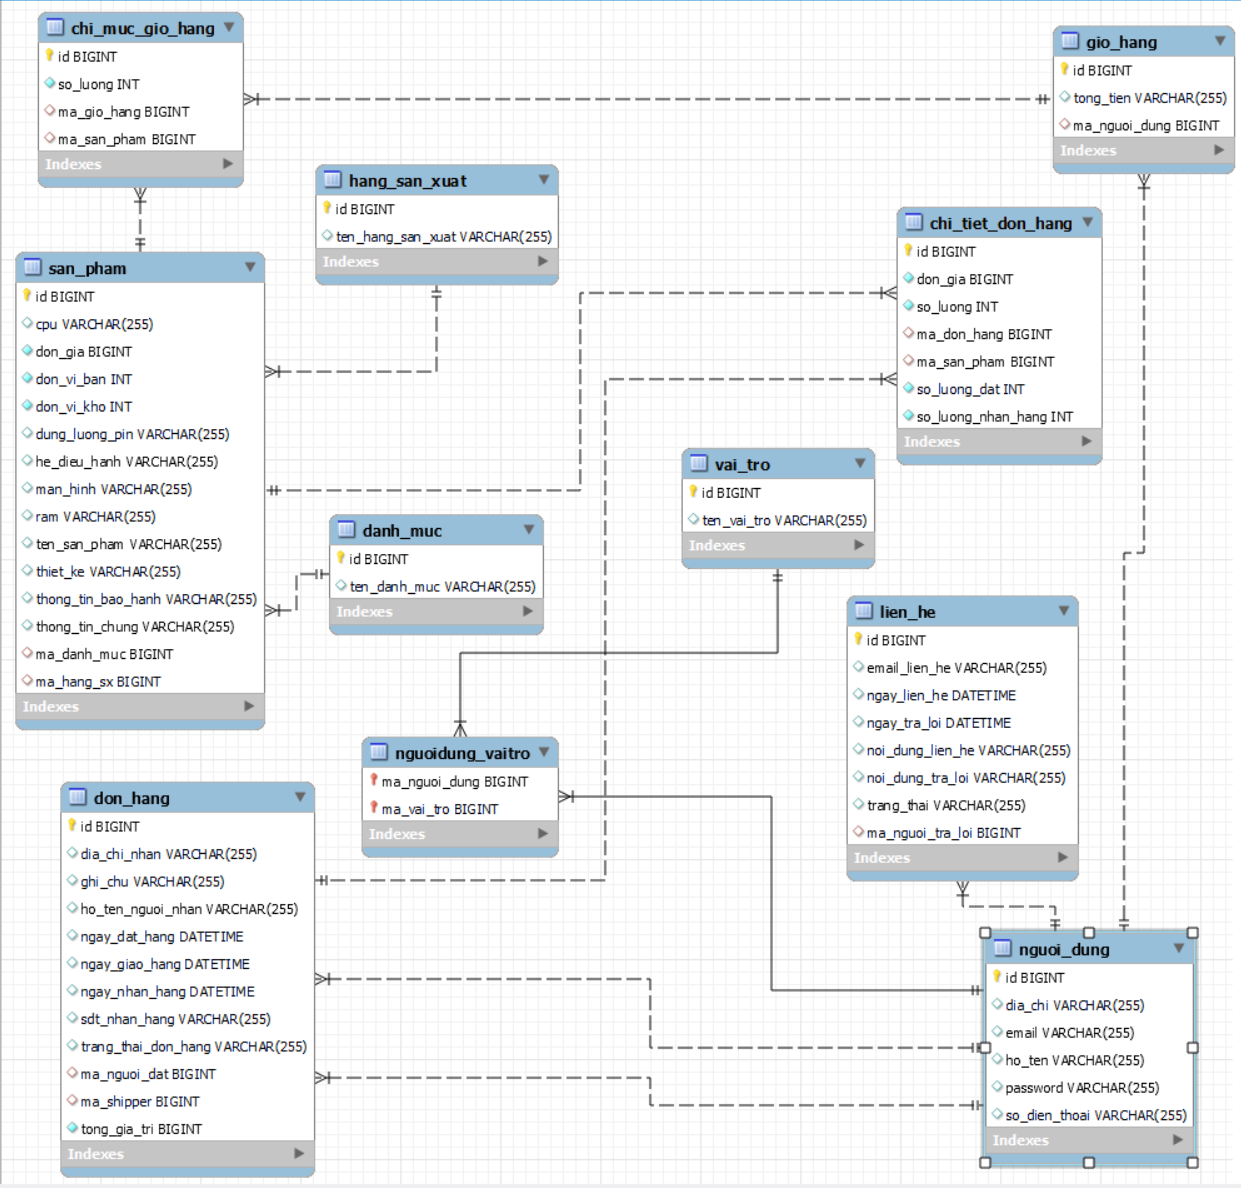 chi_muc_gio_hang
id BIGINT
so_luong INT
ma_gio_hang BIGINT
ma_san_pham BIGINT
Indexes
gio_hang
id BIGINT
tong_tien VARCHAR(255)
ma_nguoi_dung BIGINT
Indexes
hang_san_xuat
id BIGINT
ten_hang_san_xuat VARCHAR(255)
Indexes
chi_tiet_don_hang
id BIGINT
don_gia BIGINT
so_luong INT
ma_don_hang BIGINT
ma_san_pham BIGINT
so_luong_dat INT
so_luong_nhan_hang INT
Indexes
san_pham
id BIGINT
cpu VARCHAR(255)
don_gia BIGINT
don_vi_ban INT
don_vi_kho INT
dung_luong_pin VARCHAR(255)
he_dieu_hanh VARCHAR(255)
man_hinh VARCHAR(255)
ram VARCHAR(255)
ten_san_pham VARCHAR(255)
thiet_ke VARCHAR(255)
thong_tin_bao_hanh VARCHAR(255)
thong_tin_chung VARCHAR(255)
ma_danh_muc BIGINT
ma_hang_sx BIGINT
Indexes
vai_tro
id BIGINT
ten_vai_tro VARCHAR(255)
Indexes
danh_muc
id BIGINT
ten_danh_muc VARCHAR(255)
Indexes
lien_he
id BIGINT
email_lien_he VARCHAR(255)
ngay_lien_he DATETIME
ngay_tra_loi DATETIME
noi_dung_lien_he VARCHAR(255)
noi_dung_tra_loi VARCHAR(255)
trang_thai VARCHAR(255)
ma_nguoi_tra_loi BIGINT
Indexes
nguoidung_vaitro
ma_nguoi_dung BIGINT
ma_vai_tro BIGINT
Indexes
don_hang
id BIGINT
dia_chi_nhan VARCHAR(255)
ghi_chu VARCHAR(255)
ho_ten_nguoi_nhan VARCHAR(255)
ngay_dat_hang DATETIME
ngay_giao_hang DATETIME
ngay_nhan_hang DATETIME
sdt_nhan_hang VARCHAR(255)
trang_thai_don_hang VARCHAR(255)
ma_nguoi_dat BIGINT
ma_shipper BIGINT
tong_gia_tri BIGINT
Indexes
nguoi_dung
id BIGINT
dia_chi VARCHAR(255)
email VARCHAR(255)
ho_ten VARCHAR(255)
password VARCHAR(255)
so_dien_thoai VARCHAR(255)
Indexes